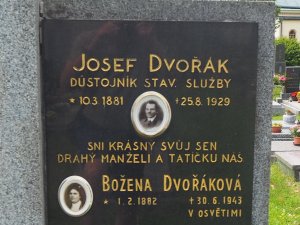 JOSEF DVOŘAK
DŮSTOJNÍK STAV. SLUŽBY
* 10.3.1881 +25.8.1929
SNI KRÁSNÝ SVŮJ SEN
DRAHÝ MANŽELI A TATÍČKU NÁŠ
BOŽENA DVOŘÁKOVÁ
* 1.2.1882 +30.6.1943
V OSVĚTIMI